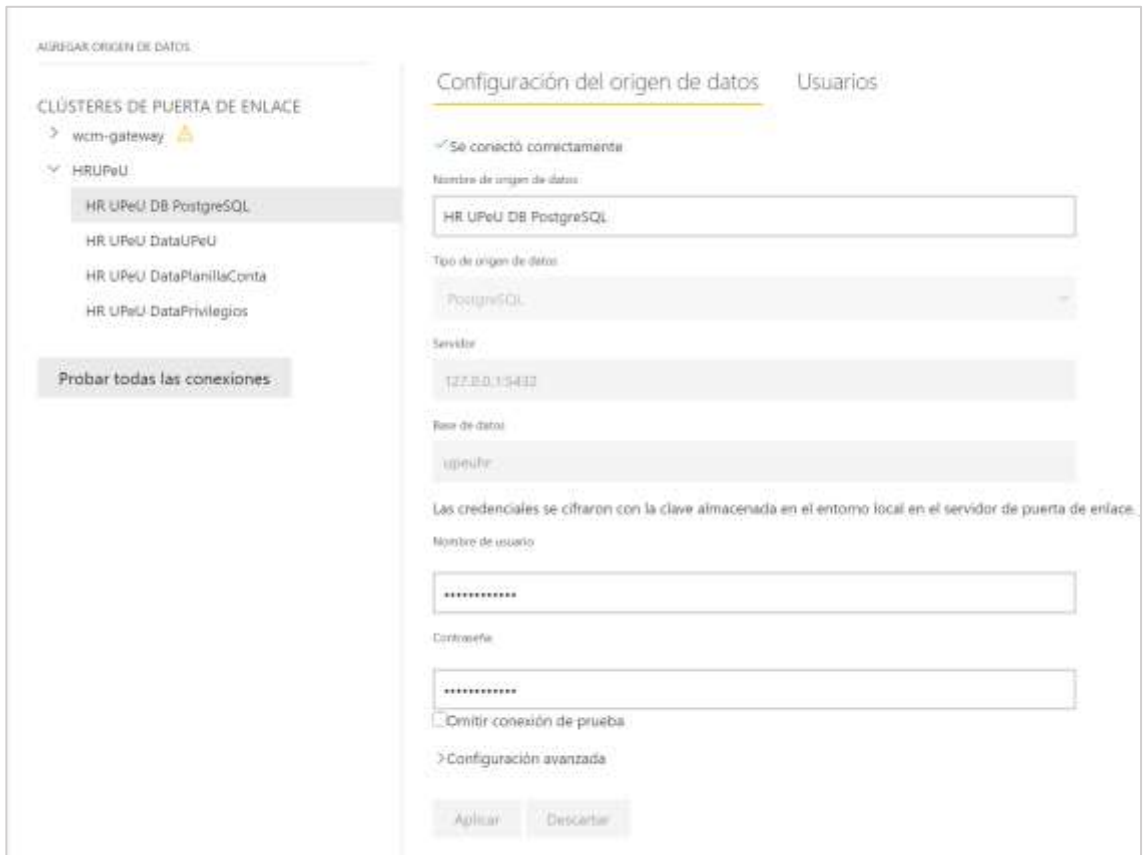 AGREGAR ORIGEN DE DATOS
CLÚSTERES DE PUERTA DE ENLACE
wcm-gateway
HRUPeU
HR UPeU DB PostgreSQL
HR UPeU DataUPeU
HR UPeU DataPlanillaConta
HR UPeU DataPrivilegios
Probar todas las conexiones
Configuración del origen de datos
Usuarios
Se conectó correctamente
Nombre de origen de datos
HR UPeU DB PostgreSQL
Tipo de origen de datos
PostgreSQL
Servidor
127.0.0.1:5432
Base de datos
upeuhr
Las credenciales se cifraron con la clave almacenada en el entorno local en el servidor de puerta de enlace.
Nombre de usuario
••••••••••••
Contraseña
••••••••••••
Omitir conexión de prueba
Configuración avanzada
Aplicar
Descartar